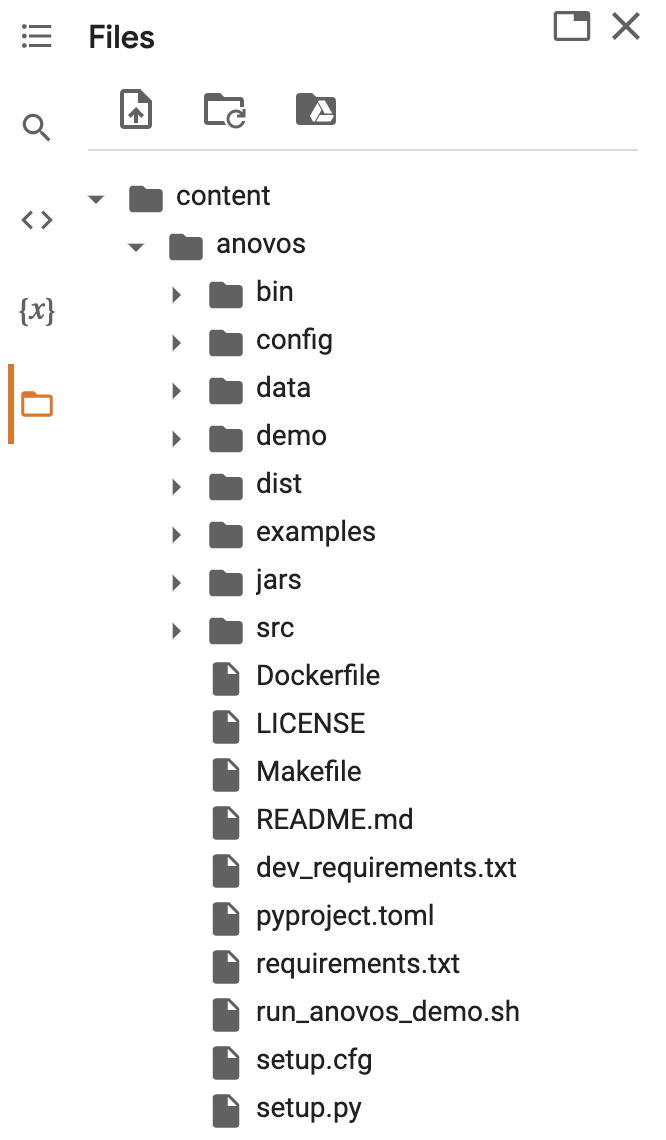 Files
{x}
content
anovos
bin
config
data
demo
dist
examples
jars
src
Dockerfile
LICENSE
Makefile
README.md
dev_requirements.txt
pyproject.toml
requirements.txt
run_anovos_demo.sh
setup.cfg
setup.py